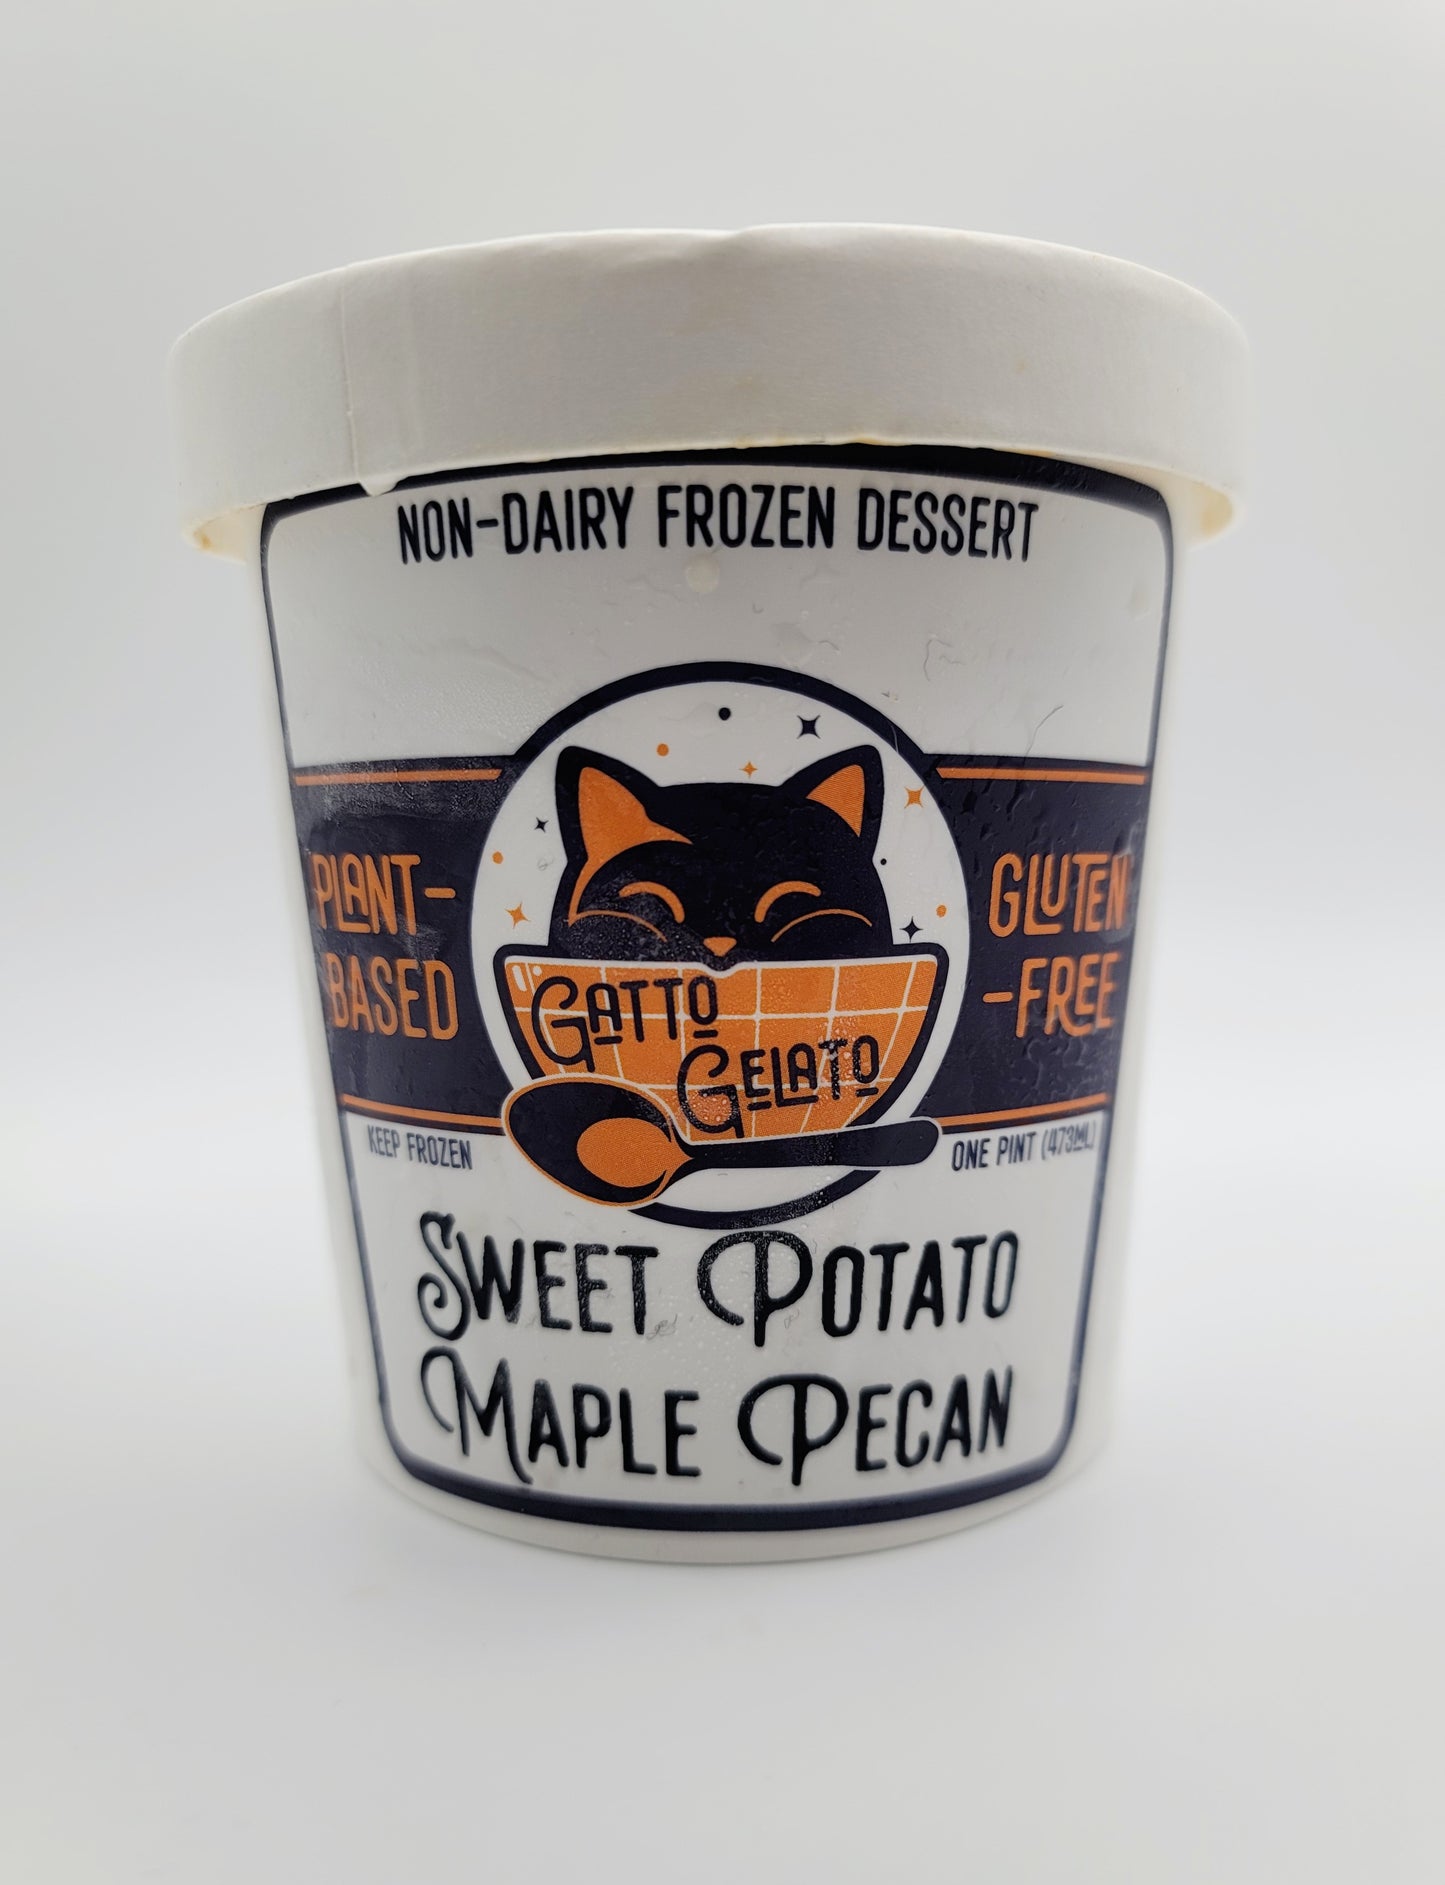 NON-DAIRY FROZEN DESSERT
PLANT-
BASED
GATTO
GELATO
GLUTEN
-FREE
KEEP FROZEN
ONE PINT (473ML)
SWEET POTATO
MAPLE PECAN